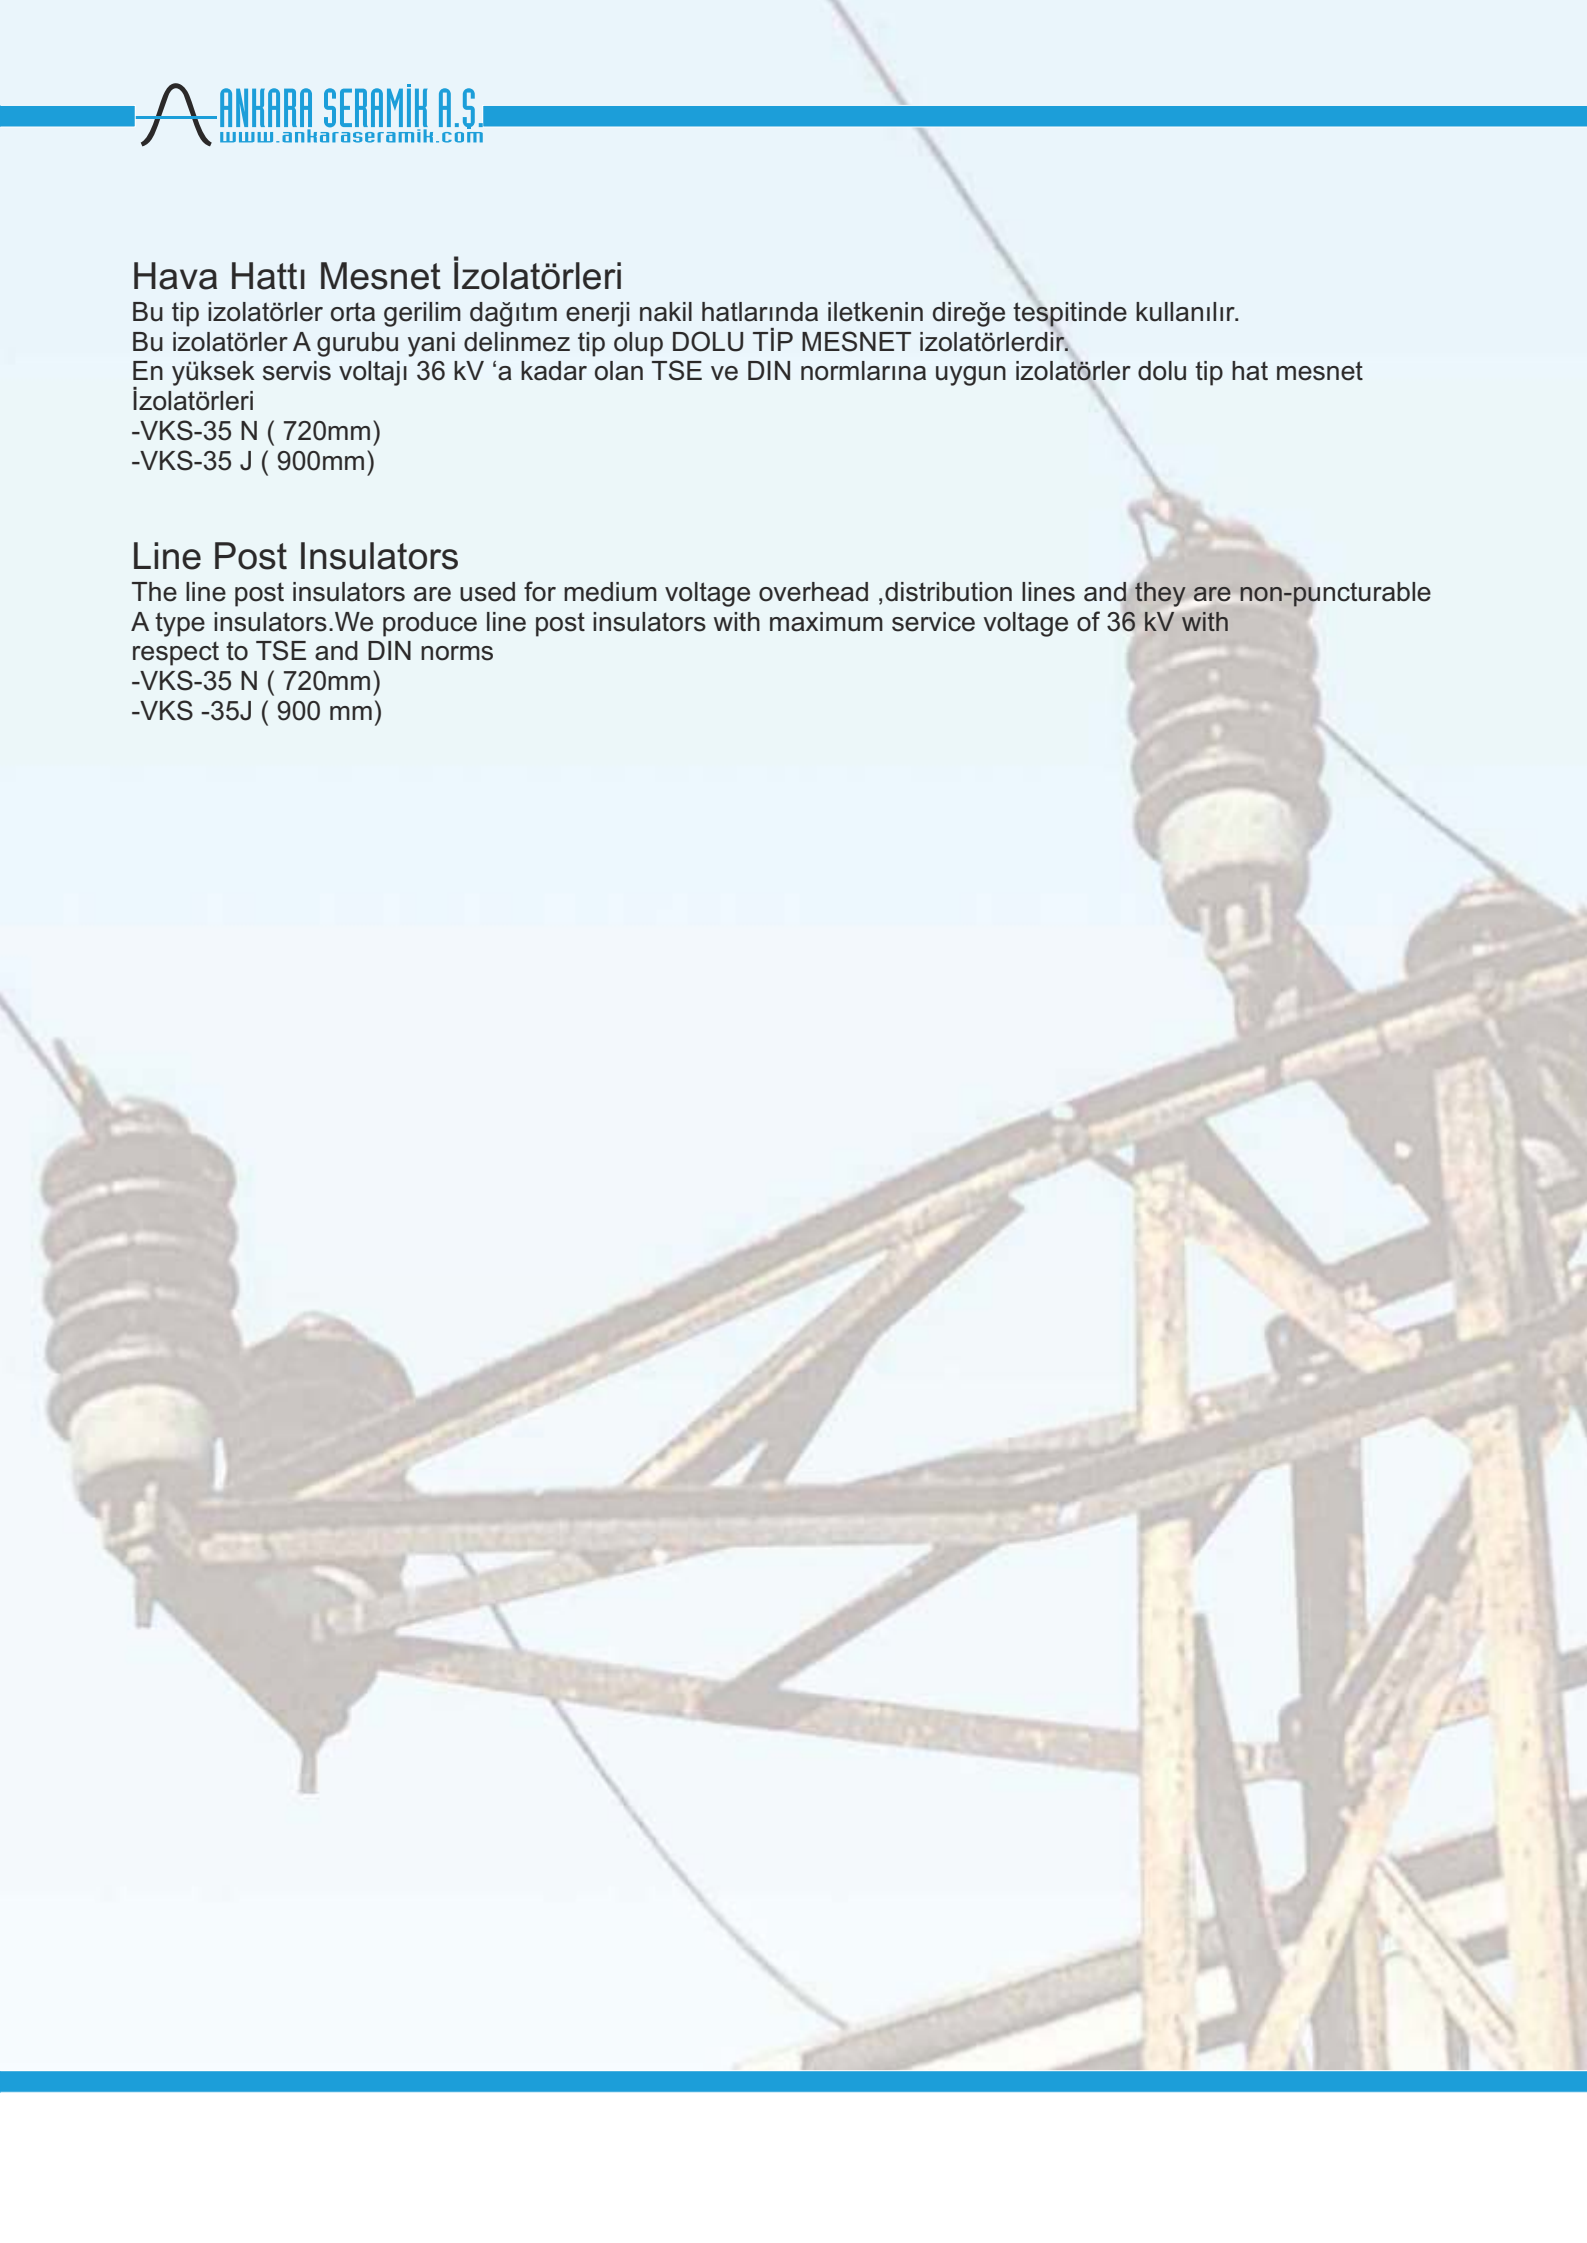 ANKARA SERAMİK A.Ş.
www.ankaraseramik.com
Hava Hattı Mesnet İzolatörleri
Bu tip izolatörler orta gerilim dağıtım enerji nakil hatlarında iletkenin direğe tespitinde kullanılır.
Bu izolatörler A gurubu yani delinmez tip olup DOLU TİP MESNET izolatörlerdir.
En yüksek servis voltajı 36 kV ‘a kadar olan TSE ve DIN normlarına uygun izolatörler dolu tip hat mesnet
İzolatörleri
-VKS-35 N ( 720mm)
-VKS-35 J ( 900mm)
Line Post Insulators
The line post insulators are used for medium voltage overhead ,distribution lines and they are non-puncturable
A type insulators.We produce line post insulators with maximum service voltage of 36 kV with
respect to TSE and DIN norms
-VKS-35 N ( 720mm)
-VKS -35J ( 900 mm)